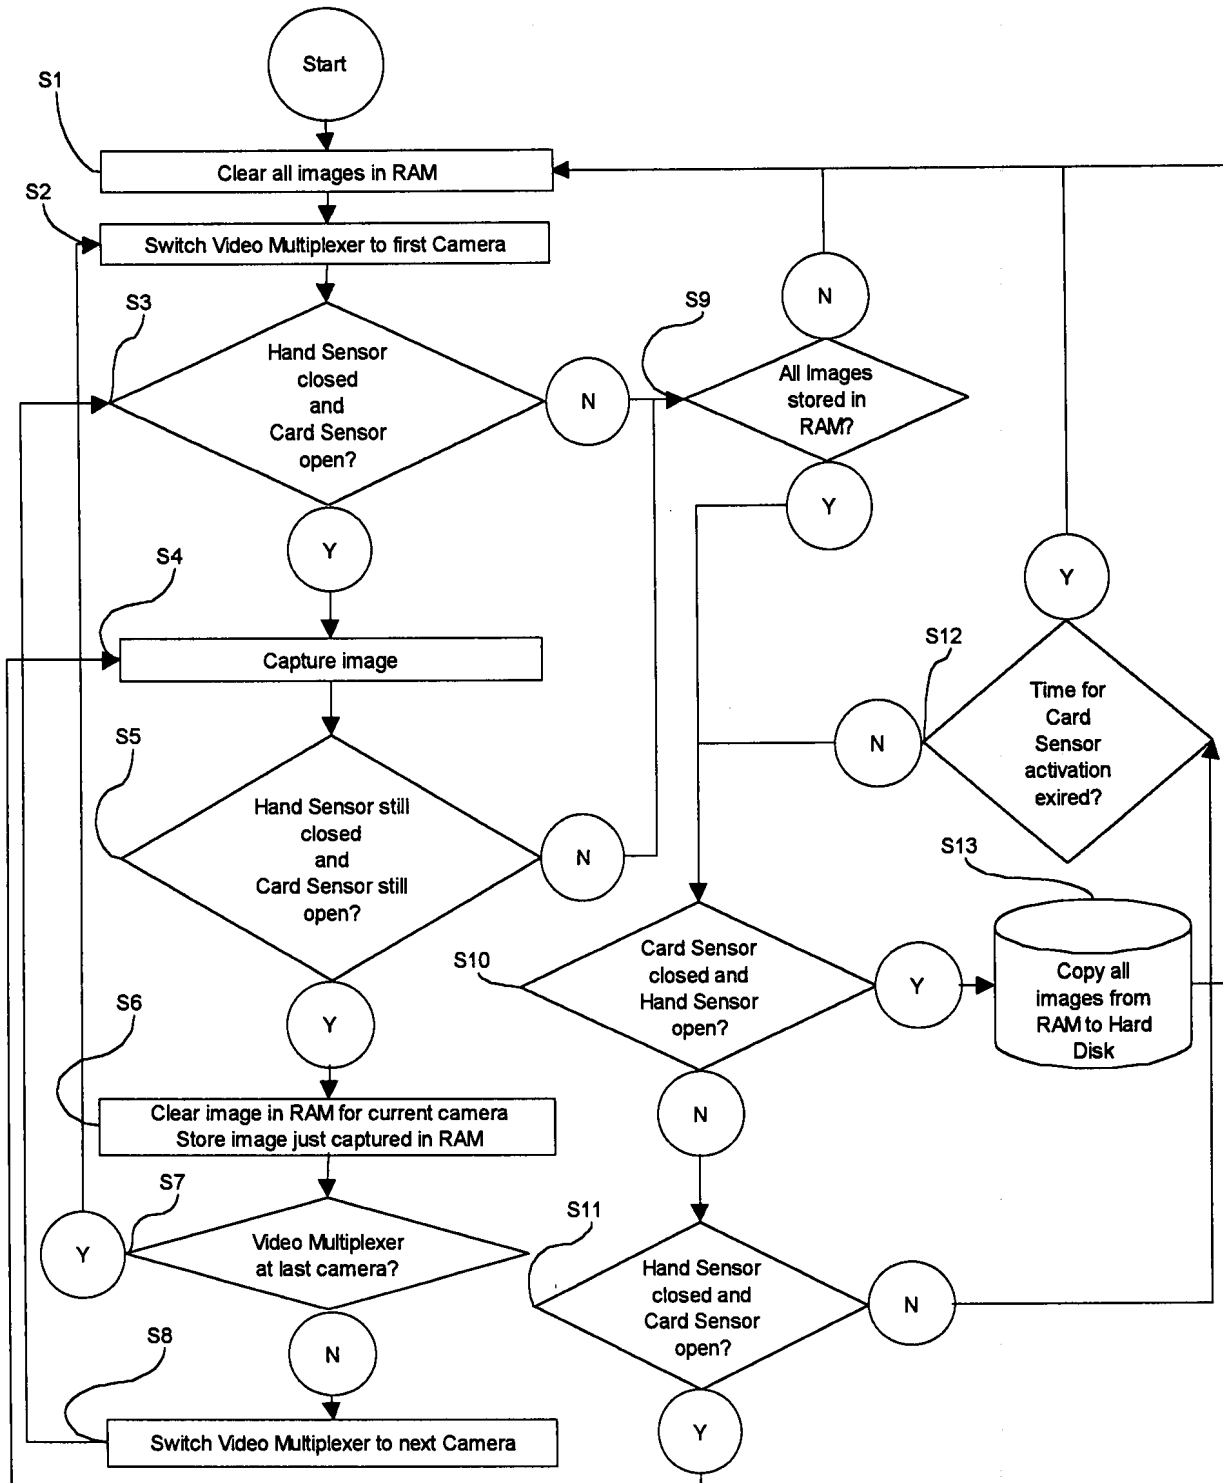 Start
S1
Clear all images in RAM
S2
Switch Video Multiplexer to first Camera
S3
Hand Sensor
closed
and
Card Sensor
open?
N
Y
S9
N
All Images
stored in
RAM?
Y
S4
Capture image
S5
Hand Sensor still
closed
and
Card Sensor still
open?
N
Y
Y
S12
Time for
Card
Sensor
activation
exired?
N
S10
Card Sensor
closed and
Hand Sensor
open?
Y
N
S13
Copy all
images from
RAM to Hard
Disk
S6
Clear image in RAM for current camera
Store image just captured in RAM
S7
Video Multiplexer
at last camera?
Y
N
S11
Hand Sensor
closed and
Card Sensor
open?
N
Y
S8
Switch Video Multiplexer to next Camera